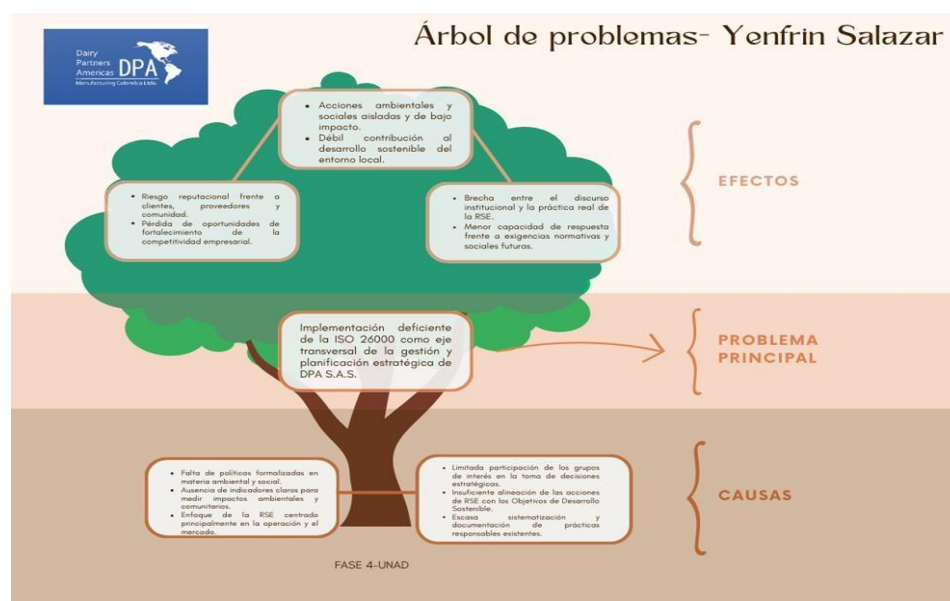 Árbol de problemas- Yenfrin Salazar
Dairy
Partners
Americas DPA
Manufacturing Colombia Ltda.
• Acciones ambientales y
sociales aisladas y de bajo
impacto.
• Débil contribución al
desarrollo sostenible del
entorno local.
• Riesgo reputacional frente a
clientes, proveedores y
comunidad.
• Pérdida de oportunidades de
fortalecimiento de la
competitividad empresarial.
• Brecha entre el discurso
institucional y la práctica real de
la RSE.
• Menor capacidad de respuesta
frente a exigencias normativas y
sociales futuras.
EFECTOS
Implementación deficiente
de la ISO 26000 como eje
transversal de la gestión y
planificación estratégica de
DPA S.A.S.
PROBLEMA
PRINCIPAL
• Falta de políticas formalizadas en
materia ambiental y social.
• Ausencia de indicadores claros para
medir impactos ambientales y
comunitarios.
• Enfoque de la RSE centrado
principalmente en la operación y el
mercado.
• Limitada participación de los grupos
de interés en la toma de decisiones
estratégicas.
• Insuficiente alineación de las acciones
de RSE con los Objetivos de Desarrollo
Sostenible.
• Escasa sistematización y
documentación de prácticas
responsables existentes.
CAUSAS
FASE 4-UNAD